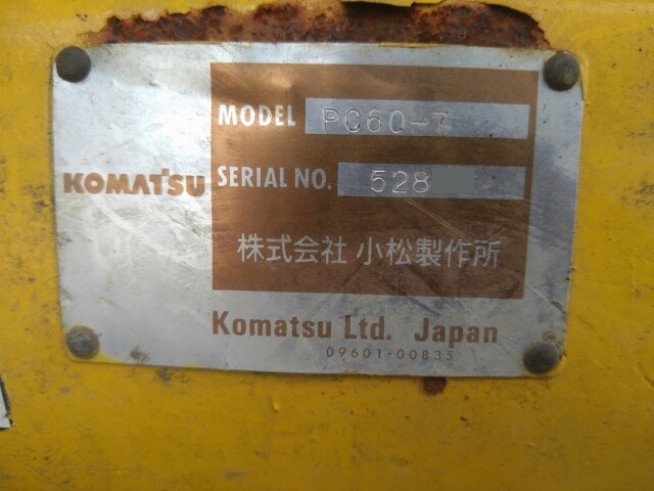 KOMATSU
MODEL PC60-7
SERIAL NO. 528
株式会社 小松製作所
Komatsu Ltd. Japan
09601-00835